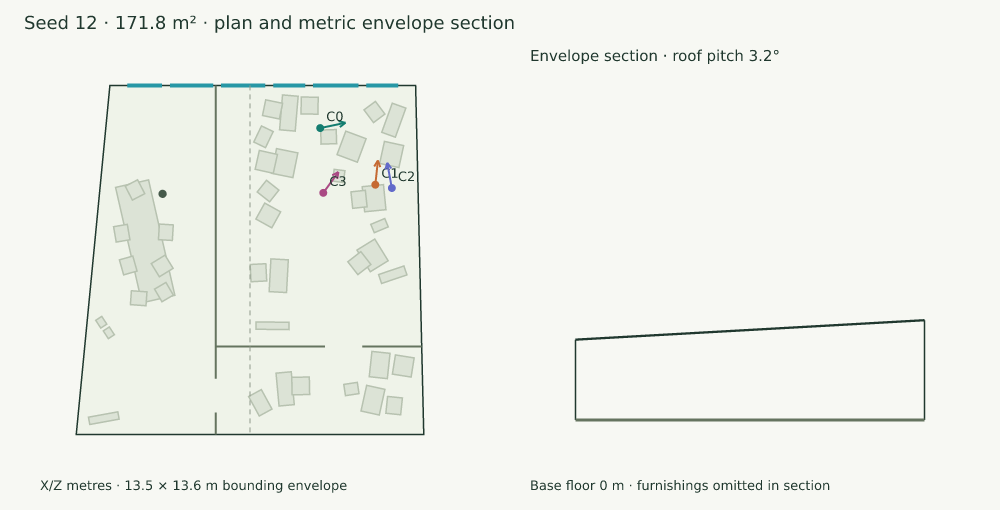 Seed 12 · 171.8 m² · plan and metric envelope section
Envelope section · roof pitch 3.2°
C0
C1
C2
C3
X/Z metres · 13.5 × 13.6 m bounding envelope
Base floor 0 m · furnishings omitted in section